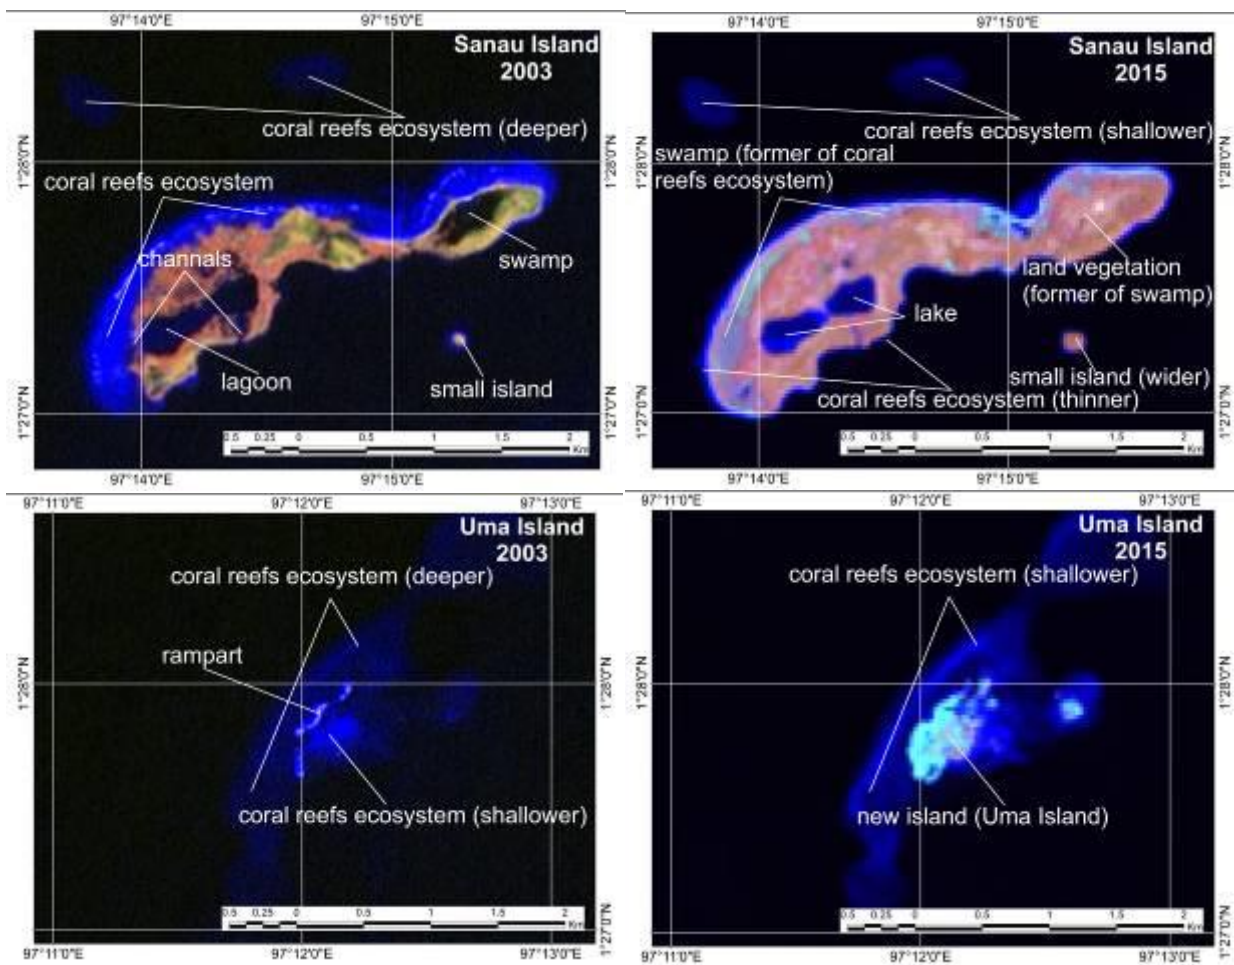 97°14'0"E 97°15'0"E
Sanau Island
2003
coral reefs ecosystem (deeper)
1°28'0"N
1°28'0"N
coral reefs ecosystem
channals
swamp
lagoon
small island
1°27'0"N
1°27'0"N
0.5 0.25 0 0.5 1 1.5 2
Km
97°14'0"E 97°15'0"E
97°14'0"E 97°15'0"E
Sanau Island
2015
coral reefs ecosystem (shallower)
1°28'0"N
1°28'0"N
swamp (former of coral
reefs ecosystem)
land vegetation
(former of swamp)
lake
small island (wider)
coral reefs ecosystem (thinner)
1°27'0"N
1°27'0"N
0.5 0.25 0 0.5 1 1.5 2
Km
97°14'0"E 97°15'0"E
97°11'0"E 97°12'0"E 97°13'0"E
Uma Island
2003
coral reefs ecosystem (deeper)
rampart
1°28'0"N
1°28'0"N
coral reefs ecosystem (shallower)
0.5 0.25 0 0.5 1 1.5 2
Km
1°27'0"N
97°11'0"E 97°12'0"E 97°13'0"E
97°11'0"E 97°12'0"E 97°13'0"E
Uma Island
2015
coral reefs ecosystem (shallower)
1°28'0"N
1°28'0"N
new island (Uma Island)
0.5 0.25 0 0.5 1 1.5 2
Km
1°27'0"N
97°11'0"E 97°12'0"E 97°13'0"E